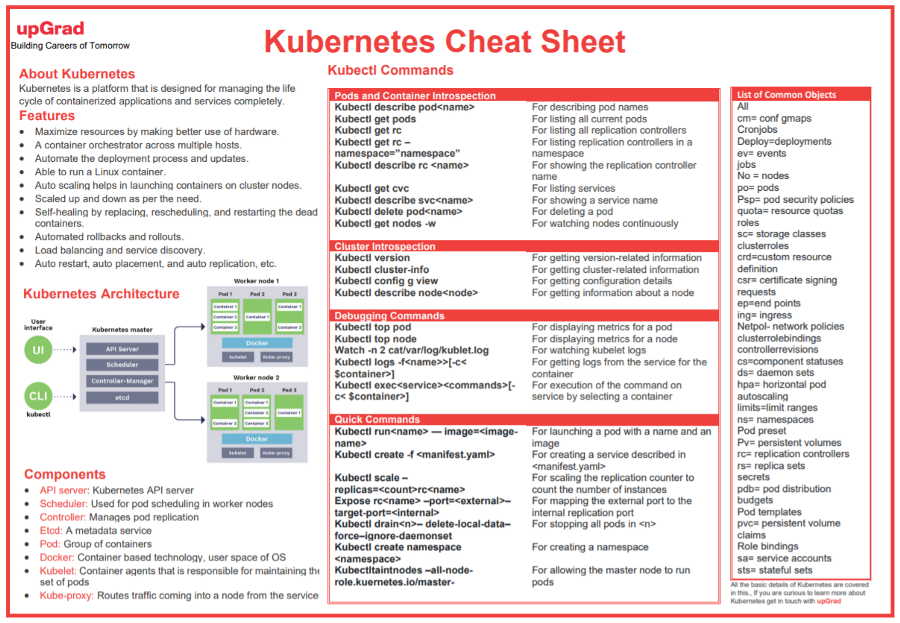 upGrad
Building Careers of Tomorrow
Kubernetes Cheat Sheet
About Kubernetes
Kubernetes is a platform that is designed for managing the life
cycle of containerized applications and services completely.
Features
• Maximize resources by making better use of hardware.
• A container orchestrator across multiple hosts.
• Automate the deployment process and updates.
• Able to run a Linux container.
• Auto scaling helps in launching containers on cluster nodes.
• Scaled up and down as per the need.
• Self-healing by replacing, rescheduling, and restarting the dead
containers.
• Automated rollbacks and rollouts.
• Load balancing and service discovery.
• Auto restart, auto placement, and auto replication, etc.
Kubernetes Architecture
User
interface
UI
CLI
kubectl
Kubernetes master
API Server
Scheduler
Controller-Manager
etcd
Worker node 1
Pod 1 Pod 2 Pod 3
Container 1
Container 2
Container 3
Container 1
Container 1
Container 2
Docker
kubelet Kube-proxy
Worker node 2
Pod 1 Pod 2 Pod 3
Container 1
Container 2
Container 1
Container 2
Container 3
Container 1
Container 2
Docker
kubelet Kube-proxy
Components
• API server: Kubernetes API server
• Scheduler: Used for pod scheduling in worker nodes
• Controller: Manages pod replication
• Etcd: A metadata service
• Pod: Group of containers
• Docker: Container based technology, user space of OS
• Kubelet: Container agents that is responsible for maintaining the
set of pods
• Kube-proxy: Routes traffic coming into a node from the service
Kubectl Commands
Pods and Container Introspection
Kubectl describe pod<name> For describing pod names
Kubectl get pods For listing all current pods
Kubectl get rc For listing all replication controllers
Kubectl get rc – For listing replication controllers in a
namespace="namespace" namespace
Kubectl describe rc <name> For showing the replication controller
name
Kubectl get cvc For listing services
Kubectl describe svc<name> For showing a service name
Kubectl delete pod<name> For deleting a pod
Kubectl get nodes -w For watching nodes continuously
Cluster Introspection
Kubectl version For getting version-related information
Kubectl cluster-info For getting cluster-related information
Kubectl config g view For getting configuration details
Kubectl describe node<node> For getting information about a node
Debugging Commands
Kubectl top pod For displaying metrics for a pod
Kubectl top node For displaying metrics for a node
Watch -n 2 cat/var/log/kublet.log For watching kubelet logs
Kubectl logs -f<name>>[-c< For getting logs from the service for the
$container>] container
Kubectl exec<service><commands>[- For execution of the command on
c< $container>] service by selecting a container
Quick Commands
Kubectl run<name> — image=<image- For launching a pod with a name and an
name> image
Kubectl create -f <manifest.yaml> For creating a service described in
<manifest.yaml>
Kubectl scale – For scaling the replication counter to
replicas=<count>rc<name> count the number of instances
Expose rc<name> –port=<external>– For mapping the external port to the
target-port=<internal> internal replication port
Kubectl drain<n>– delete-local-data– For stopping all pods in <n>
force–ignore-daemonset
Kubectl create namespace For creating a namespace
<namespace>
Kubectltaintnodes –all-node- For allowing the master node to run
role.kuernetes.io/master- pods
List of Common Objects
All
cm= conf gmaps
Cronjobs
Deploy=deployments
ev= events
jobs
No = nodes
po= pods
Psp= pod security policies
quota= resource quotas
roles
sc= storage classes
clusterroles
crd=custom resource
definition
csr= certificate signing
requests
ep=end points
ing= ingress
Netpol- network policies
clusterrolebindings
controllerrevisions
cs=component statuses
ds= daemon sets
hpa= horizontal pod
autoscaling
limits=limit ranges
ns= namespaces
Pod preset
Pv= persistent volumes
rc= replication controllers
rs= replica sets
secrets
pdb= pod distribution
budgets
Pod templates
pvc= persistent volume
claims
Role bindings
sa= service accounts
sts= stateful sets
All the basic details of Kubernetes are covered
in this., If you are curious to learn more about
Kubernetes get in touch with upGrad